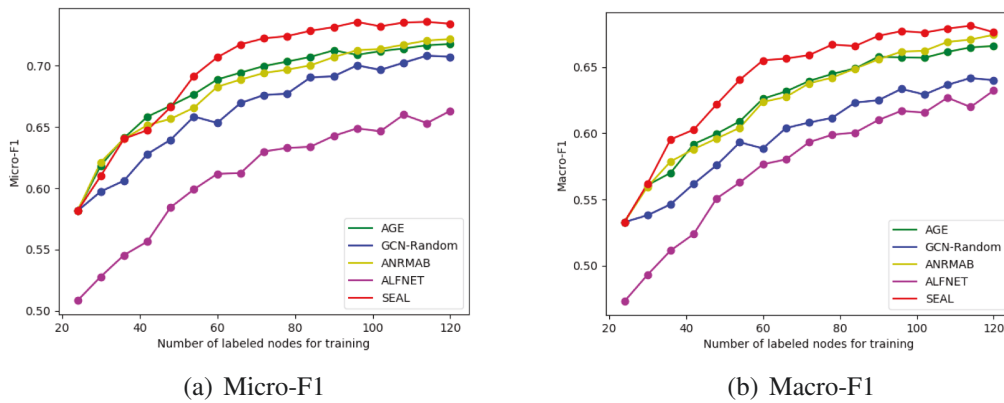 0.70
0.65
0.60
0.55
0.50
Micro-F1
20
40
60
80
100
120
Number of labeled nodes for training
AGE
GCN-Random
ANRMAB
ALFNET
SEAL
(a) Micro-F1
0.65
0.60
0.55
0.50
Macro-F1
20
40
60
80
100
120
Number of labeled nodes for training
AGE
GCN-Random
ANRMAB
ALFNET
SEAL
(b) Macro-F1